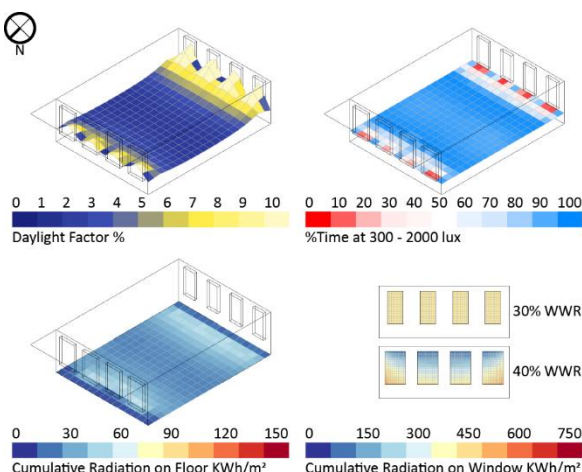 N
0 1 2 3 4 5 6 7 8 9 10
Daylight Factor %
0 10 20 30 40 50 60 70 80 90 100
%Time at 300 - 2000 lux
30% WWR
40% WWR
0 30 60 90 120 150
Cumulative Radiation on Floor KWh/m²
0 150 300 450 600 750
Cumulative Radiation on Window KWh/m²